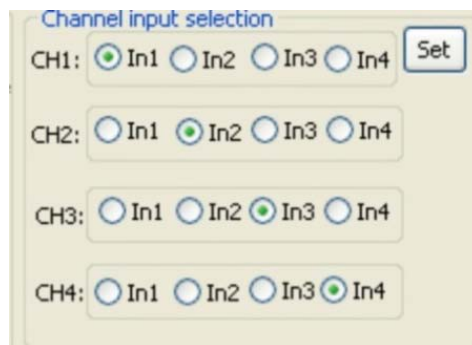 Channel input selection
CH1: In1 In2 In3 In4 Set
CH2: In1 In2 In3 In4
CH3: In1 In2 In3 In4
CH4: In1 In2 In3 In4